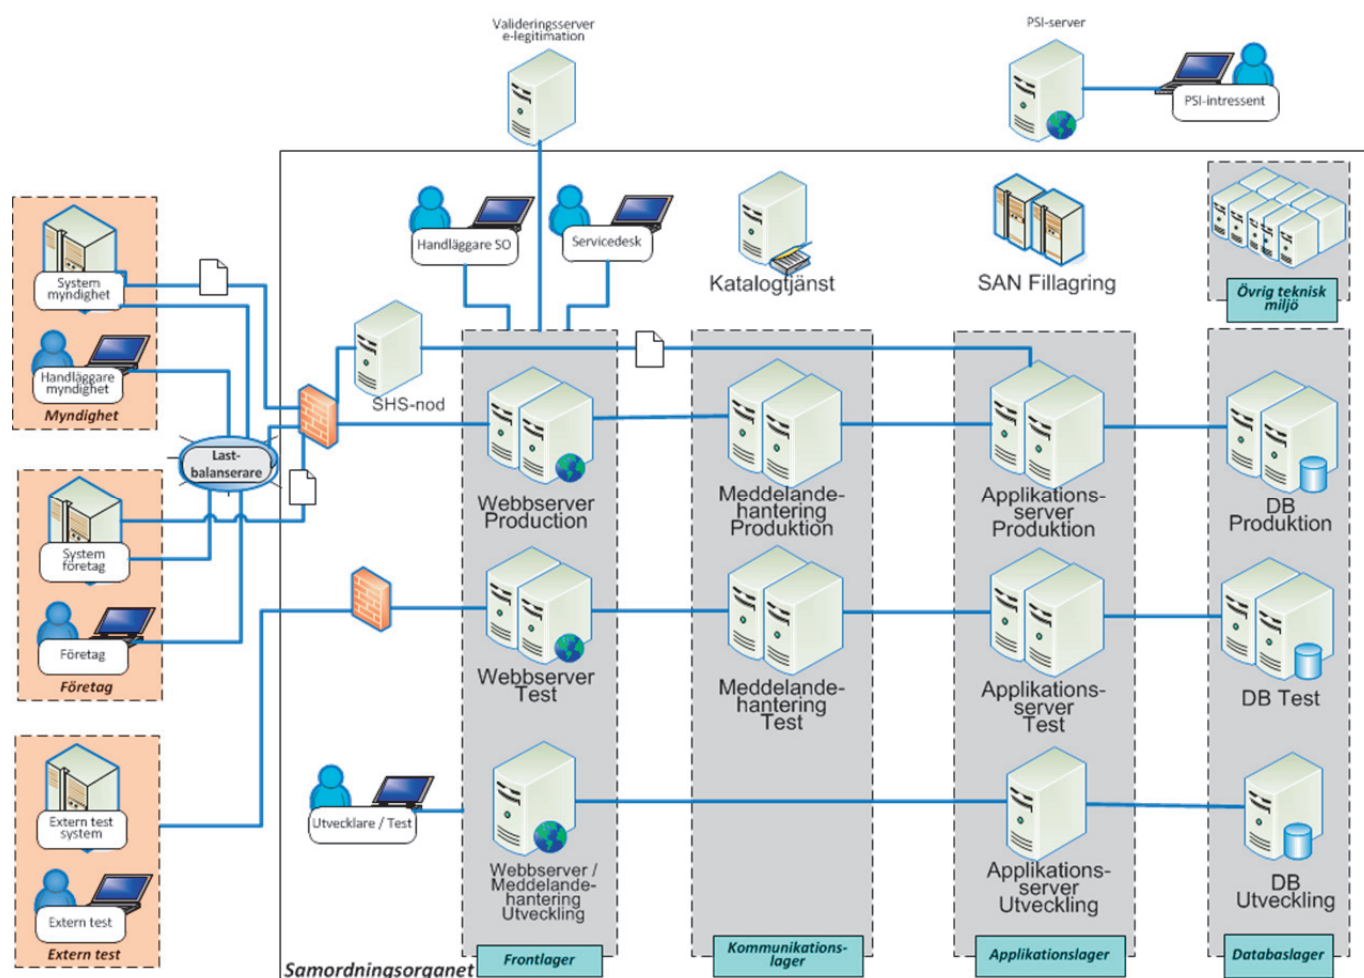 Valideringsserver
e-legitimation
PSI-server
PSI-intressent
Handläggare SO
Servicedesk
Katalogtjänst
SAN Fillagring
Övrig teknisk
miljö
System
myndighet
Handläggare
myndighet
Myndighet
SHS-nod
Last-
balanserare
Webbserver
Production
Meddelande-
hantering
Produktion
Applikations-
server
Produktion
DB
Produktion
System
företag
Företag
Företag
Webbserver
Test
Meddelande-
hantering
Test
Applikations-
server
Test
DB Test
Extern test
system
Extern test
Extern test
Utvecklare / Test
Webbserver /
Meddelande-
hantering
Utveckling
Applikations-
server
Utveckling
DB
Utveckling
Samordningsorganet
Frontlager
Kommunikations-
lager
Applikationslager
Databaslager